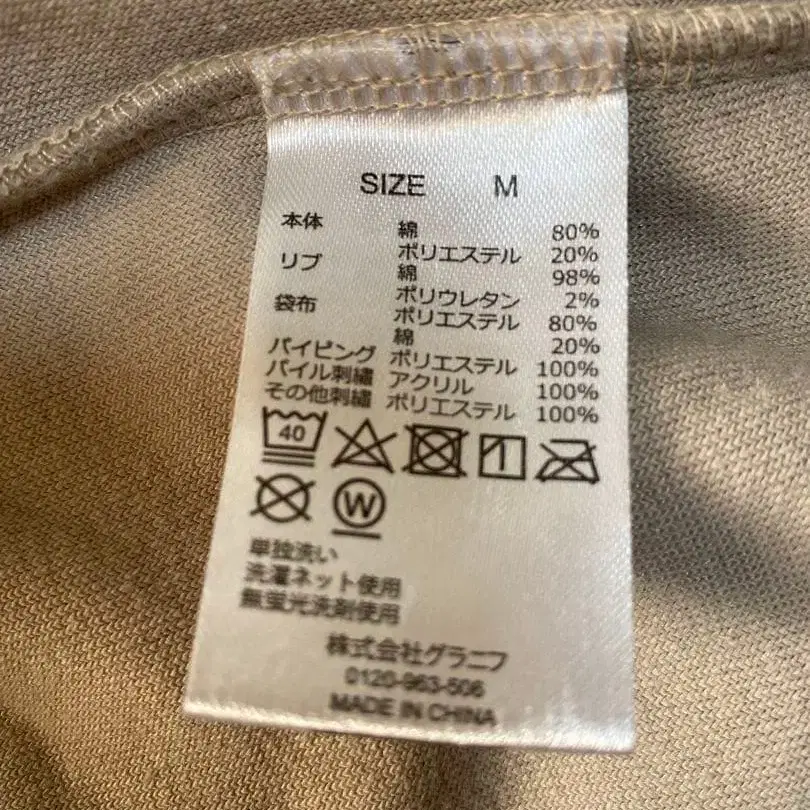 SIZE M
本体 綿 80%
ポリエステル 20%
リブ 綿 98%
ポリウレタン 2%
袋布 ポリエステル 80%
綿 20%
パイピング ポリエステル 100%
パイル刺繍 アクリル 100%
その他刺繍 ポリエステル 100%
40
W
単独洗い
洗濯ネット使用
無蛍光洗剤使用
株式会社グラニフ
0120-963-506
MADE IN CHINA